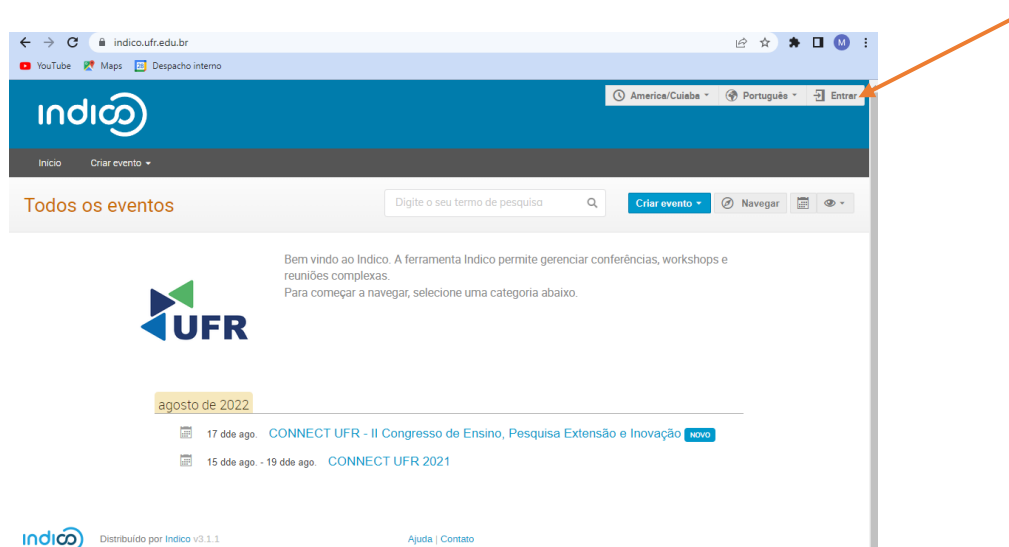 indico.ufr.edu.br
M
YouTube Maps Despacho interno
indico
America/Cuiaba Português Entrar
Início Criar evento
Todos os eventos
Digite o seu termo de pesquisa
Criar evento Navegar
Bem vindo ao Indico. A ferramenta Indico permite gerenciar conferências, workshops e
reuniões complexas.
Para começar a navegar, selecione uma categoria abaixo.
UFR
agosto de 2022
17 dde ago. CONNECT UFR - II Congresso de Ensino, Pesquisa Extensão e Inovação NOVO
15 dde ago. - 19 dde ago. CONNECT UFR 2021
indico Distribuído por Indico v3.1.1 Ajuda | Contato